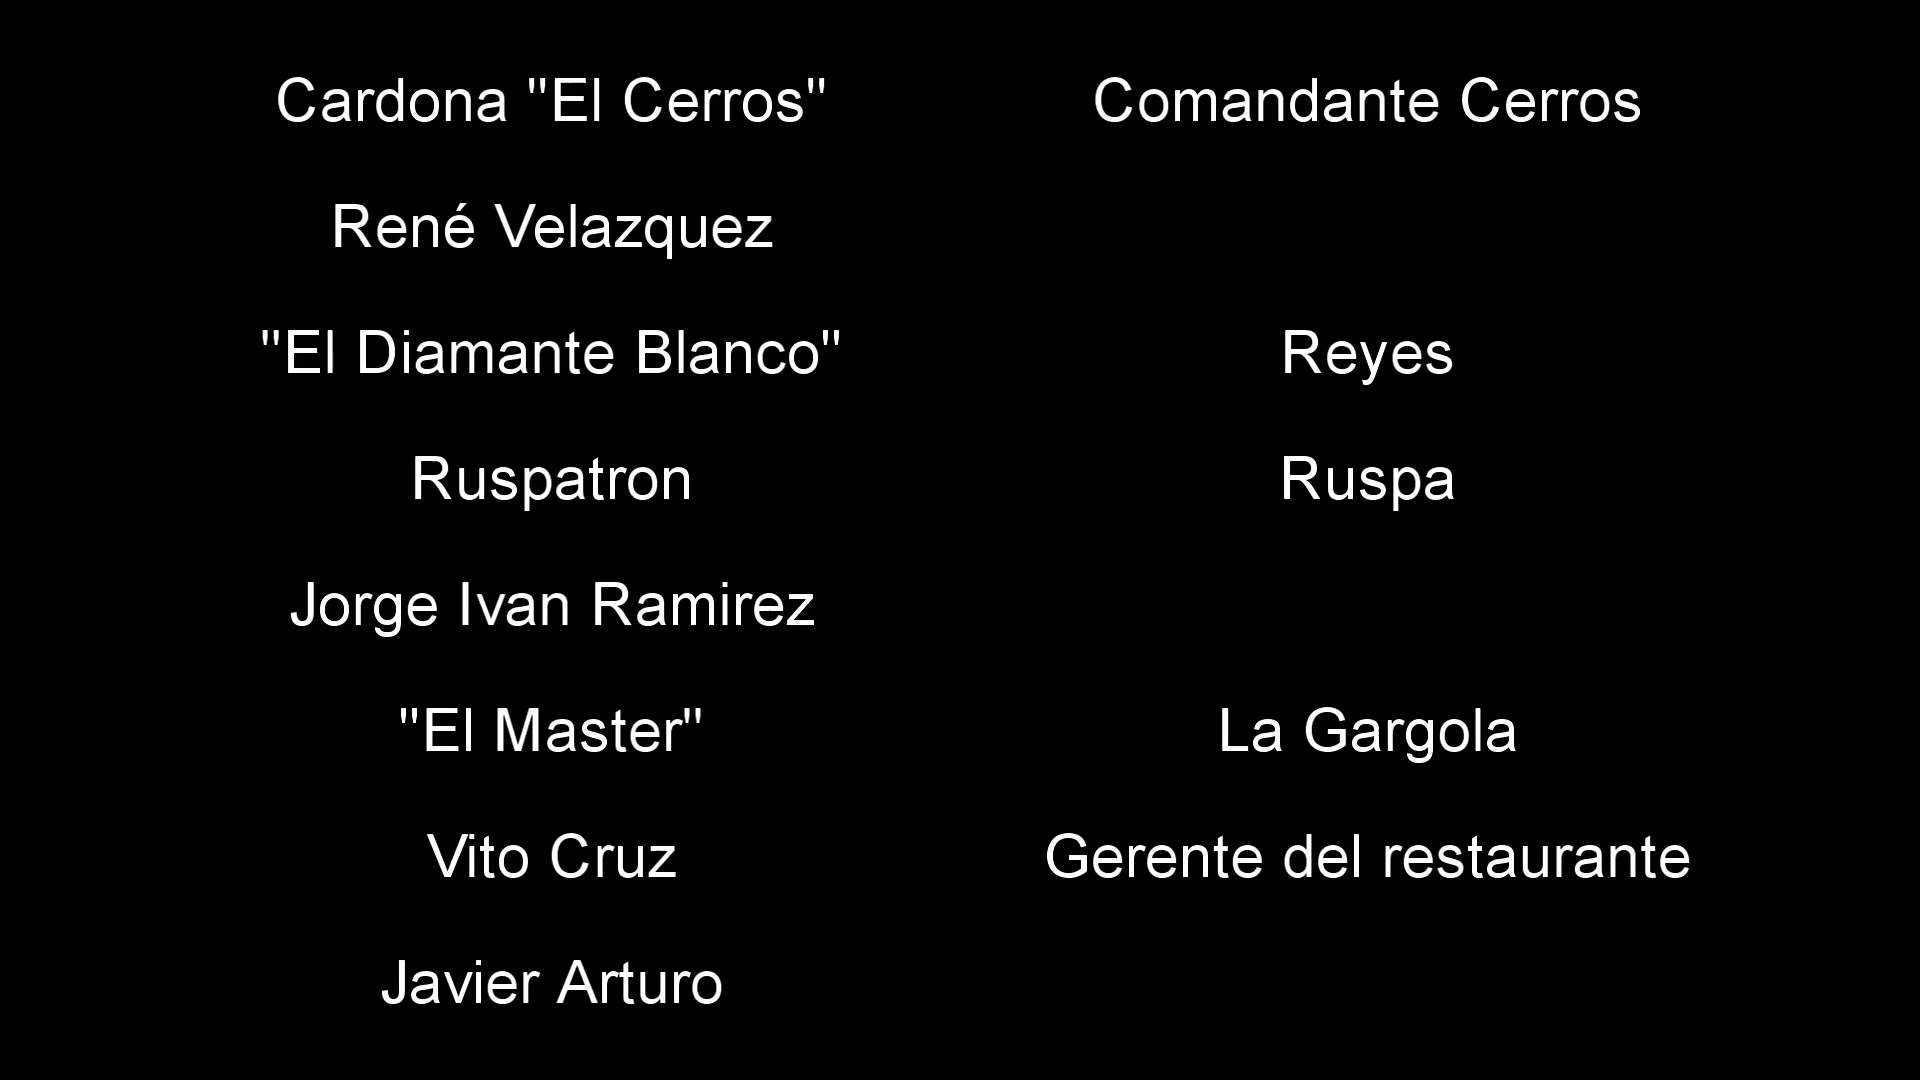 Cardona "El Cerros" Comandante Cerros
René Velazquez
"El Diamante Blanco" Reyes
Ruspatron Ruspa
Jorge Ivan Ramirez
"El Master" La Gargola
Vito Cruz Gerente del restaurante
Javier Arturo